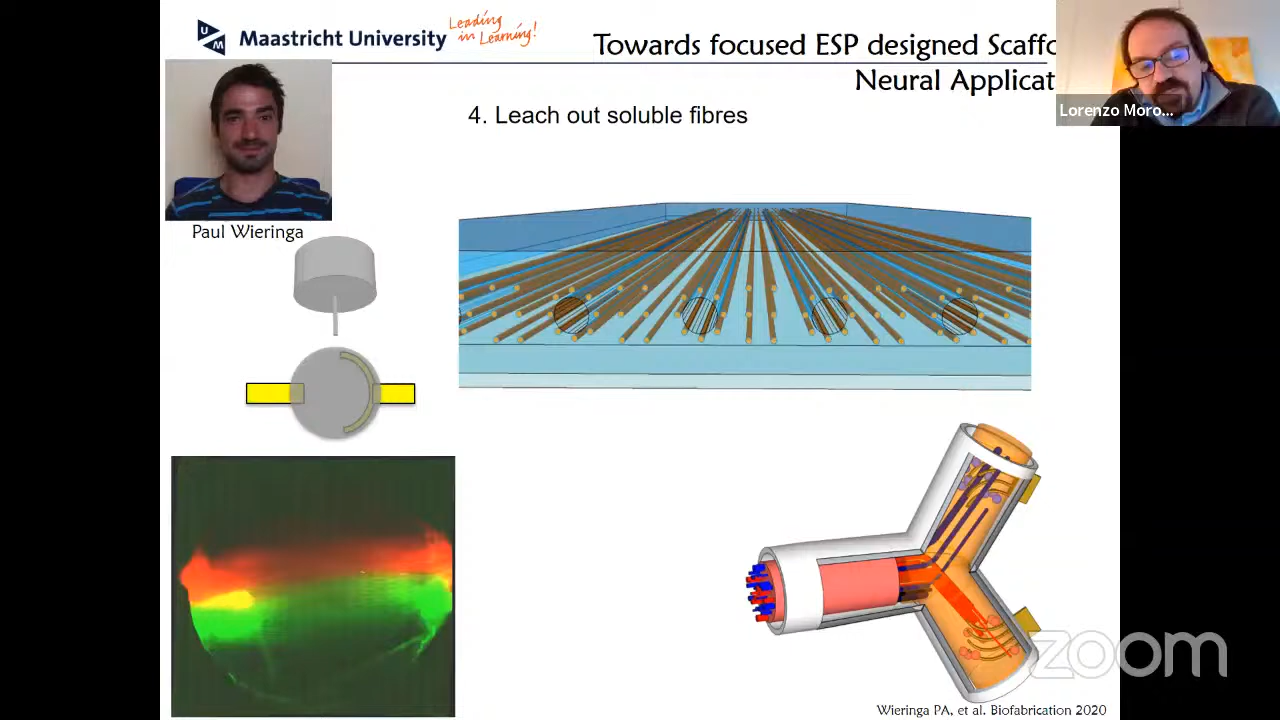 UM
Maastricht University
Leading
in Learning!
Towards focused ESP designed Scaffo
Neural Applicat
Lorenzo Moro...
4. Leach out soluble fibres
Paul Wieringa
zoom
Wieringa PA, et al. Biofabrication 2020